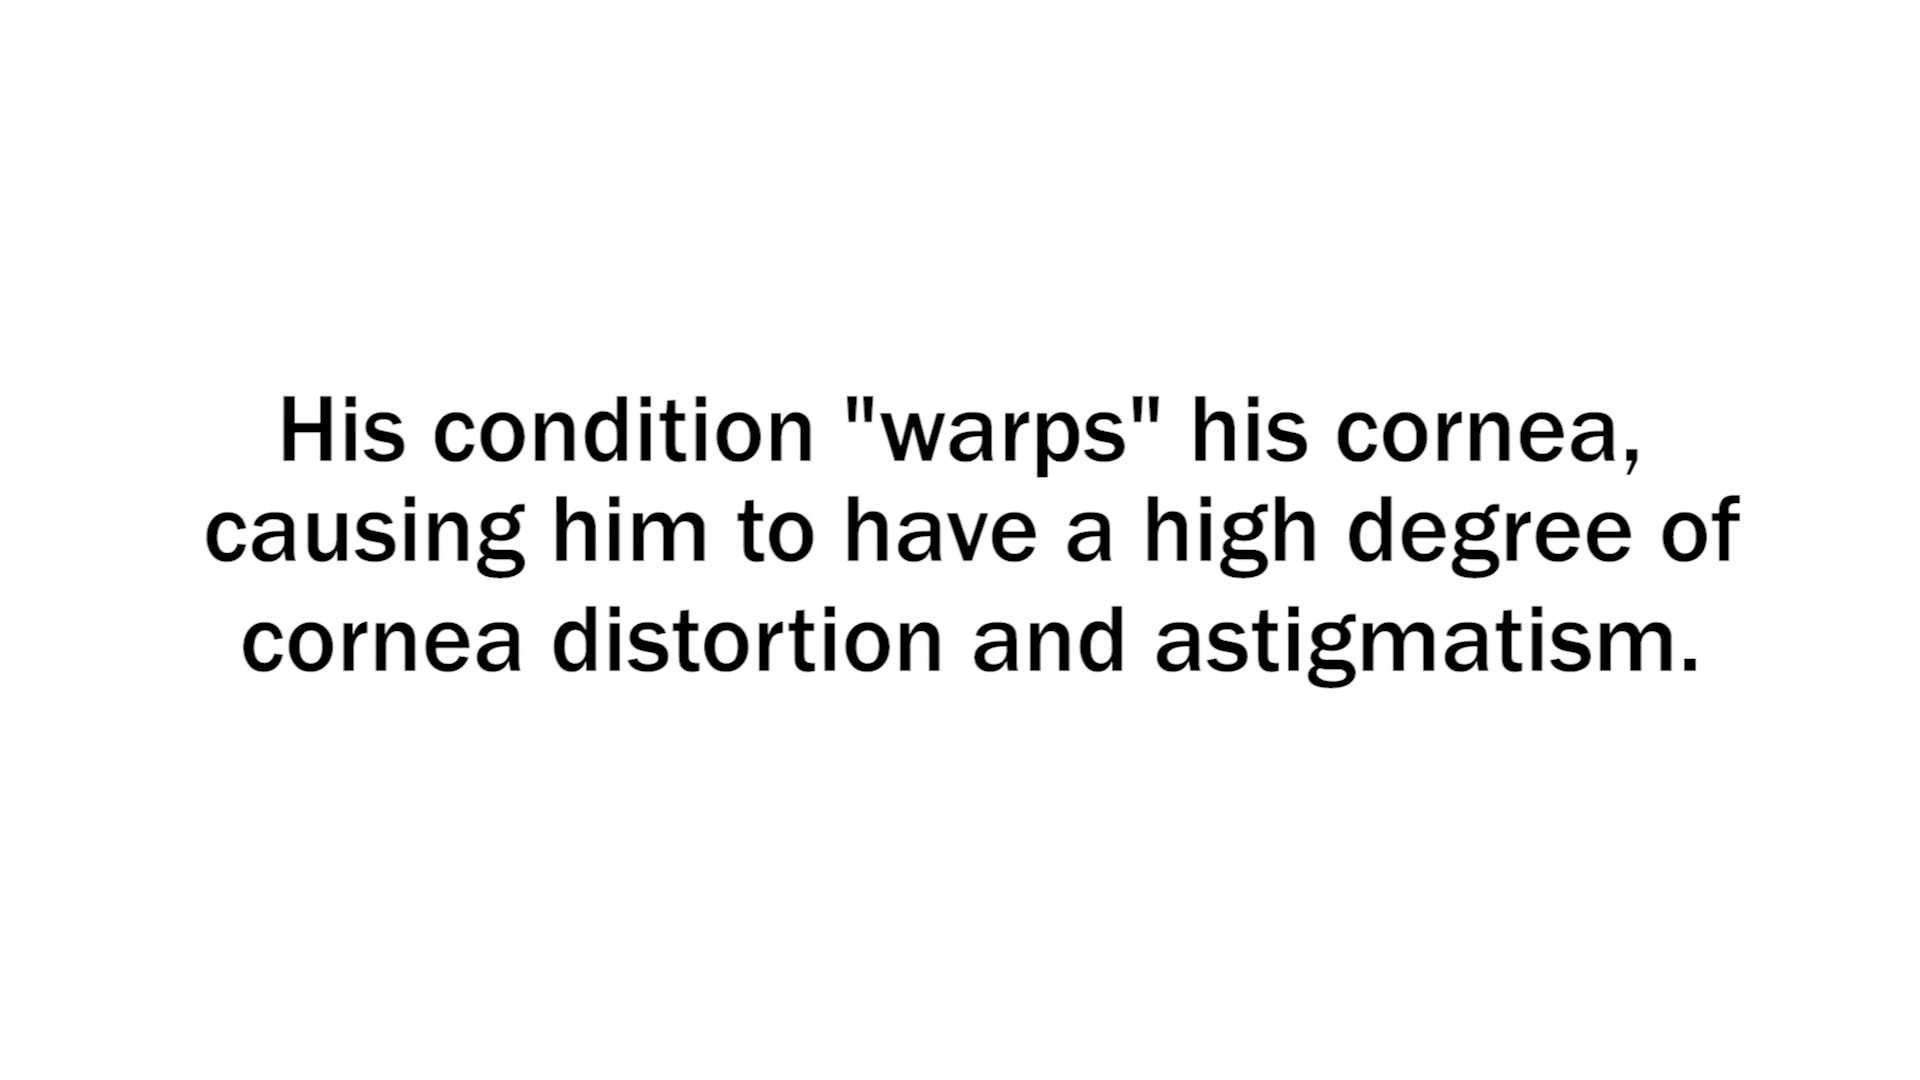 His condition "warps" his cornea,
causing him to have a high degree of
cornea distortion and astigmatism.